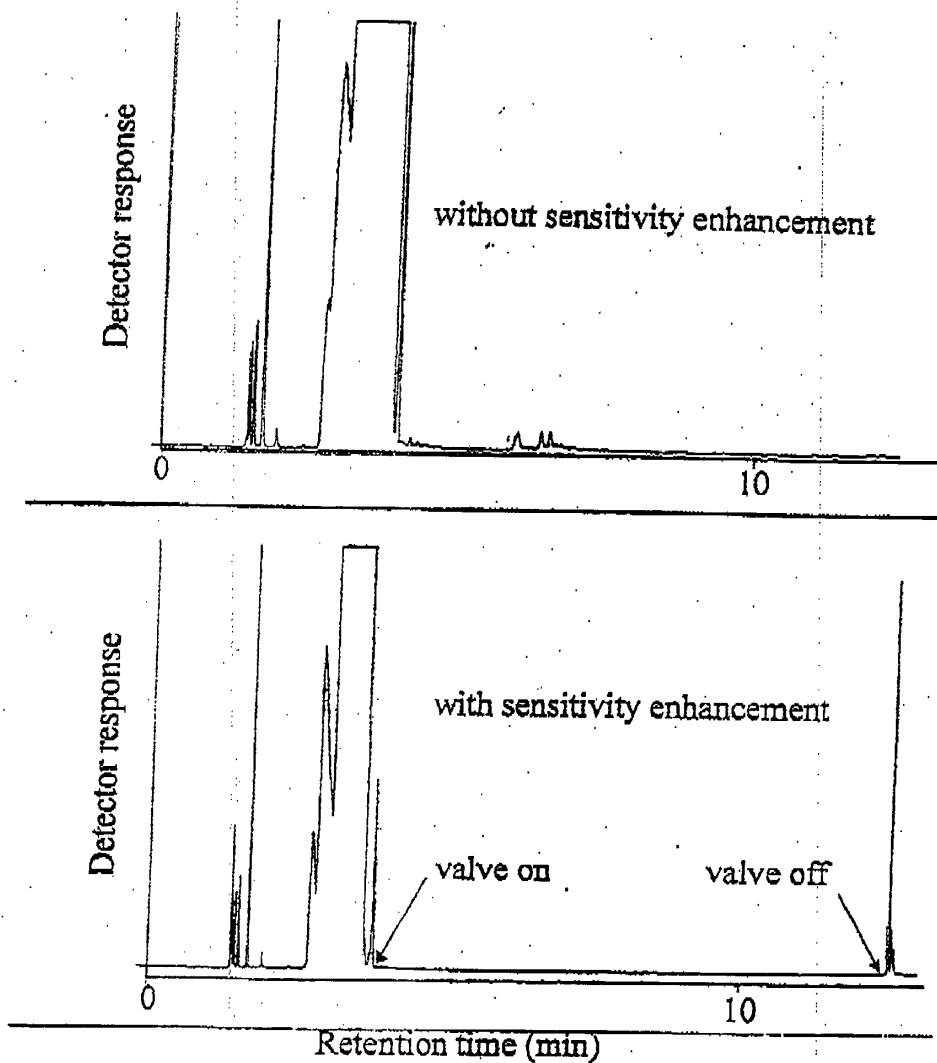 Detector response
without sensitivity enhancement
0
10
Detector response
with sensitivity enhancement
valve on
valve off
0
10
Retention time (min)